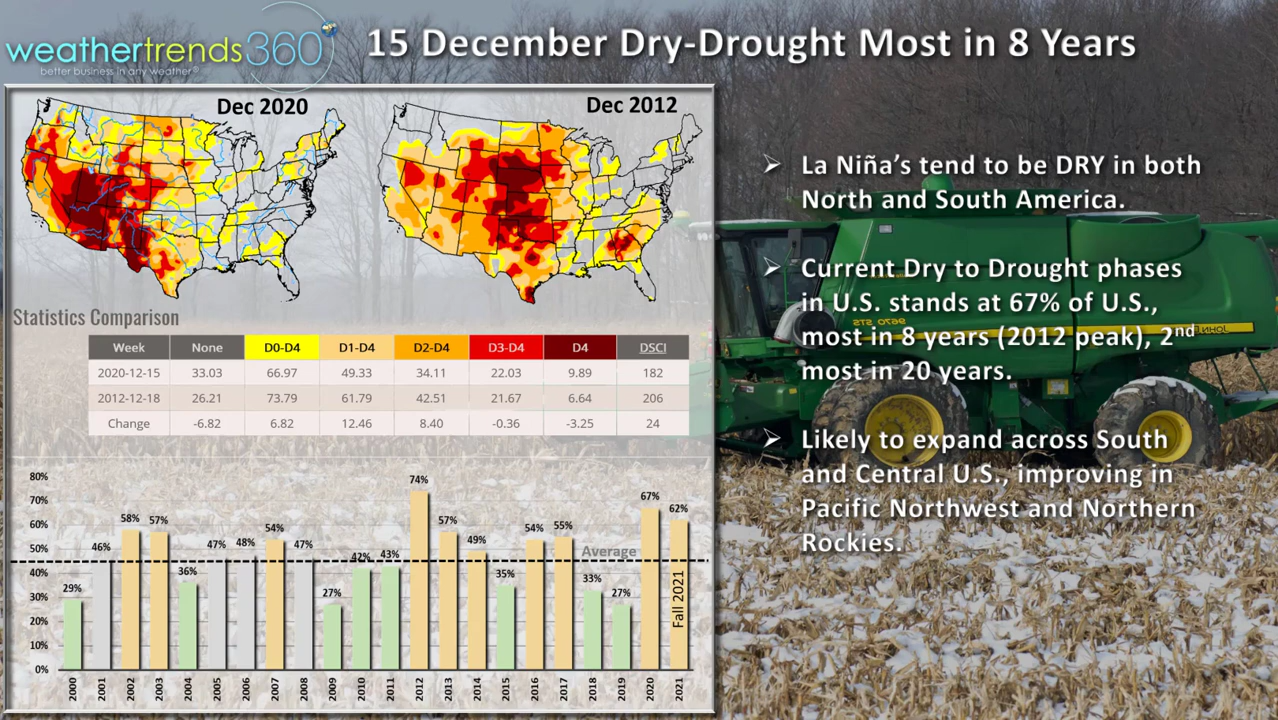 weathertrends360°
better business in any weather®
15 December Dry-Drought Most in 8 Years
Dec 2020
Dec 2012
Statistics Comparison
Week None D0-D4 D1-D4 D2-D4 D3-D4 D4 DSCI
2020-12-15 33.03 66.97 49.33 34.11 22.03 9.89 182
2012-12-18 26.21 73.79 61.79 42.51 21.67 6.64 206
Change -6.82 6.82 12.46 8.40 -0.36 -3.25 24
80%
70%
60%
50%
40%
30%
20%
10%
0%
29% 46% 58% 57% 36% 47% 48% 54% 47% 27% 42% 43% 74% 57% 49% 35% 54% 55% 33% 27% 67% 62%
Average
Fall 2021
2000 2001 2002 2003 2004 2005 2006 2007 2008 2009 2010 2011 2012 2013 2014 2015 2016 2017 2018 2019 2020 2021
➢ La Niña’s tend to be DRY in both
North and South America.
➢ Current Dry to Drought phases
in U.S. stands at 67% of U.S.,
most in 8 years (2012 peak), 2nd
most in 20 years.
➢ Likely to expand across South
and Central U.S., improving in
Pacific Northwest and Northern
Rockies.
9670 STS
JOHN